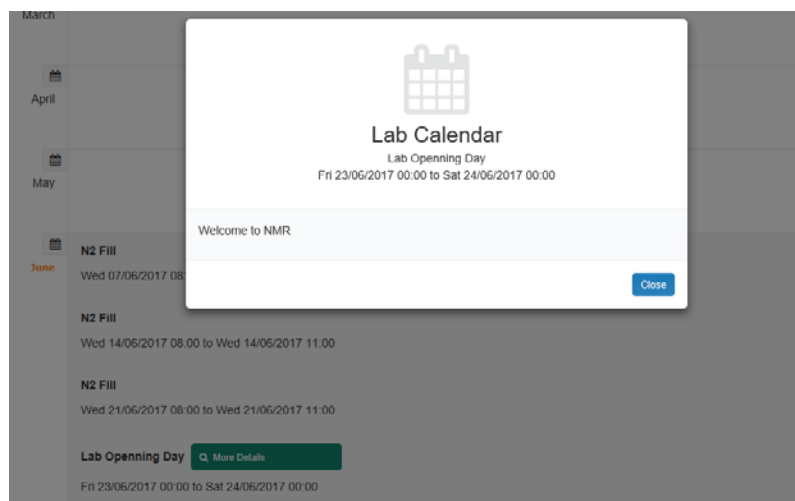 March
April
May
Lab Calendar
Lab Openning Day
Fri 23/06/2017 00:00 to Sat 24/06/2017 00:00
Welcome to NMR
Close
June
N2 Fill
Wed 07/06/2017 08:
N2 Fill
Wed 14/06/2017 08:00 to Wed 14/06/2017 11:00
N2 Fill
Wed 21/06/2017 08:00 to Wed 21/06/2017 11:00
Lab Openning Day More Details
Fri 23/06/2017 00:00 to Sat 24/06/2017 00:00